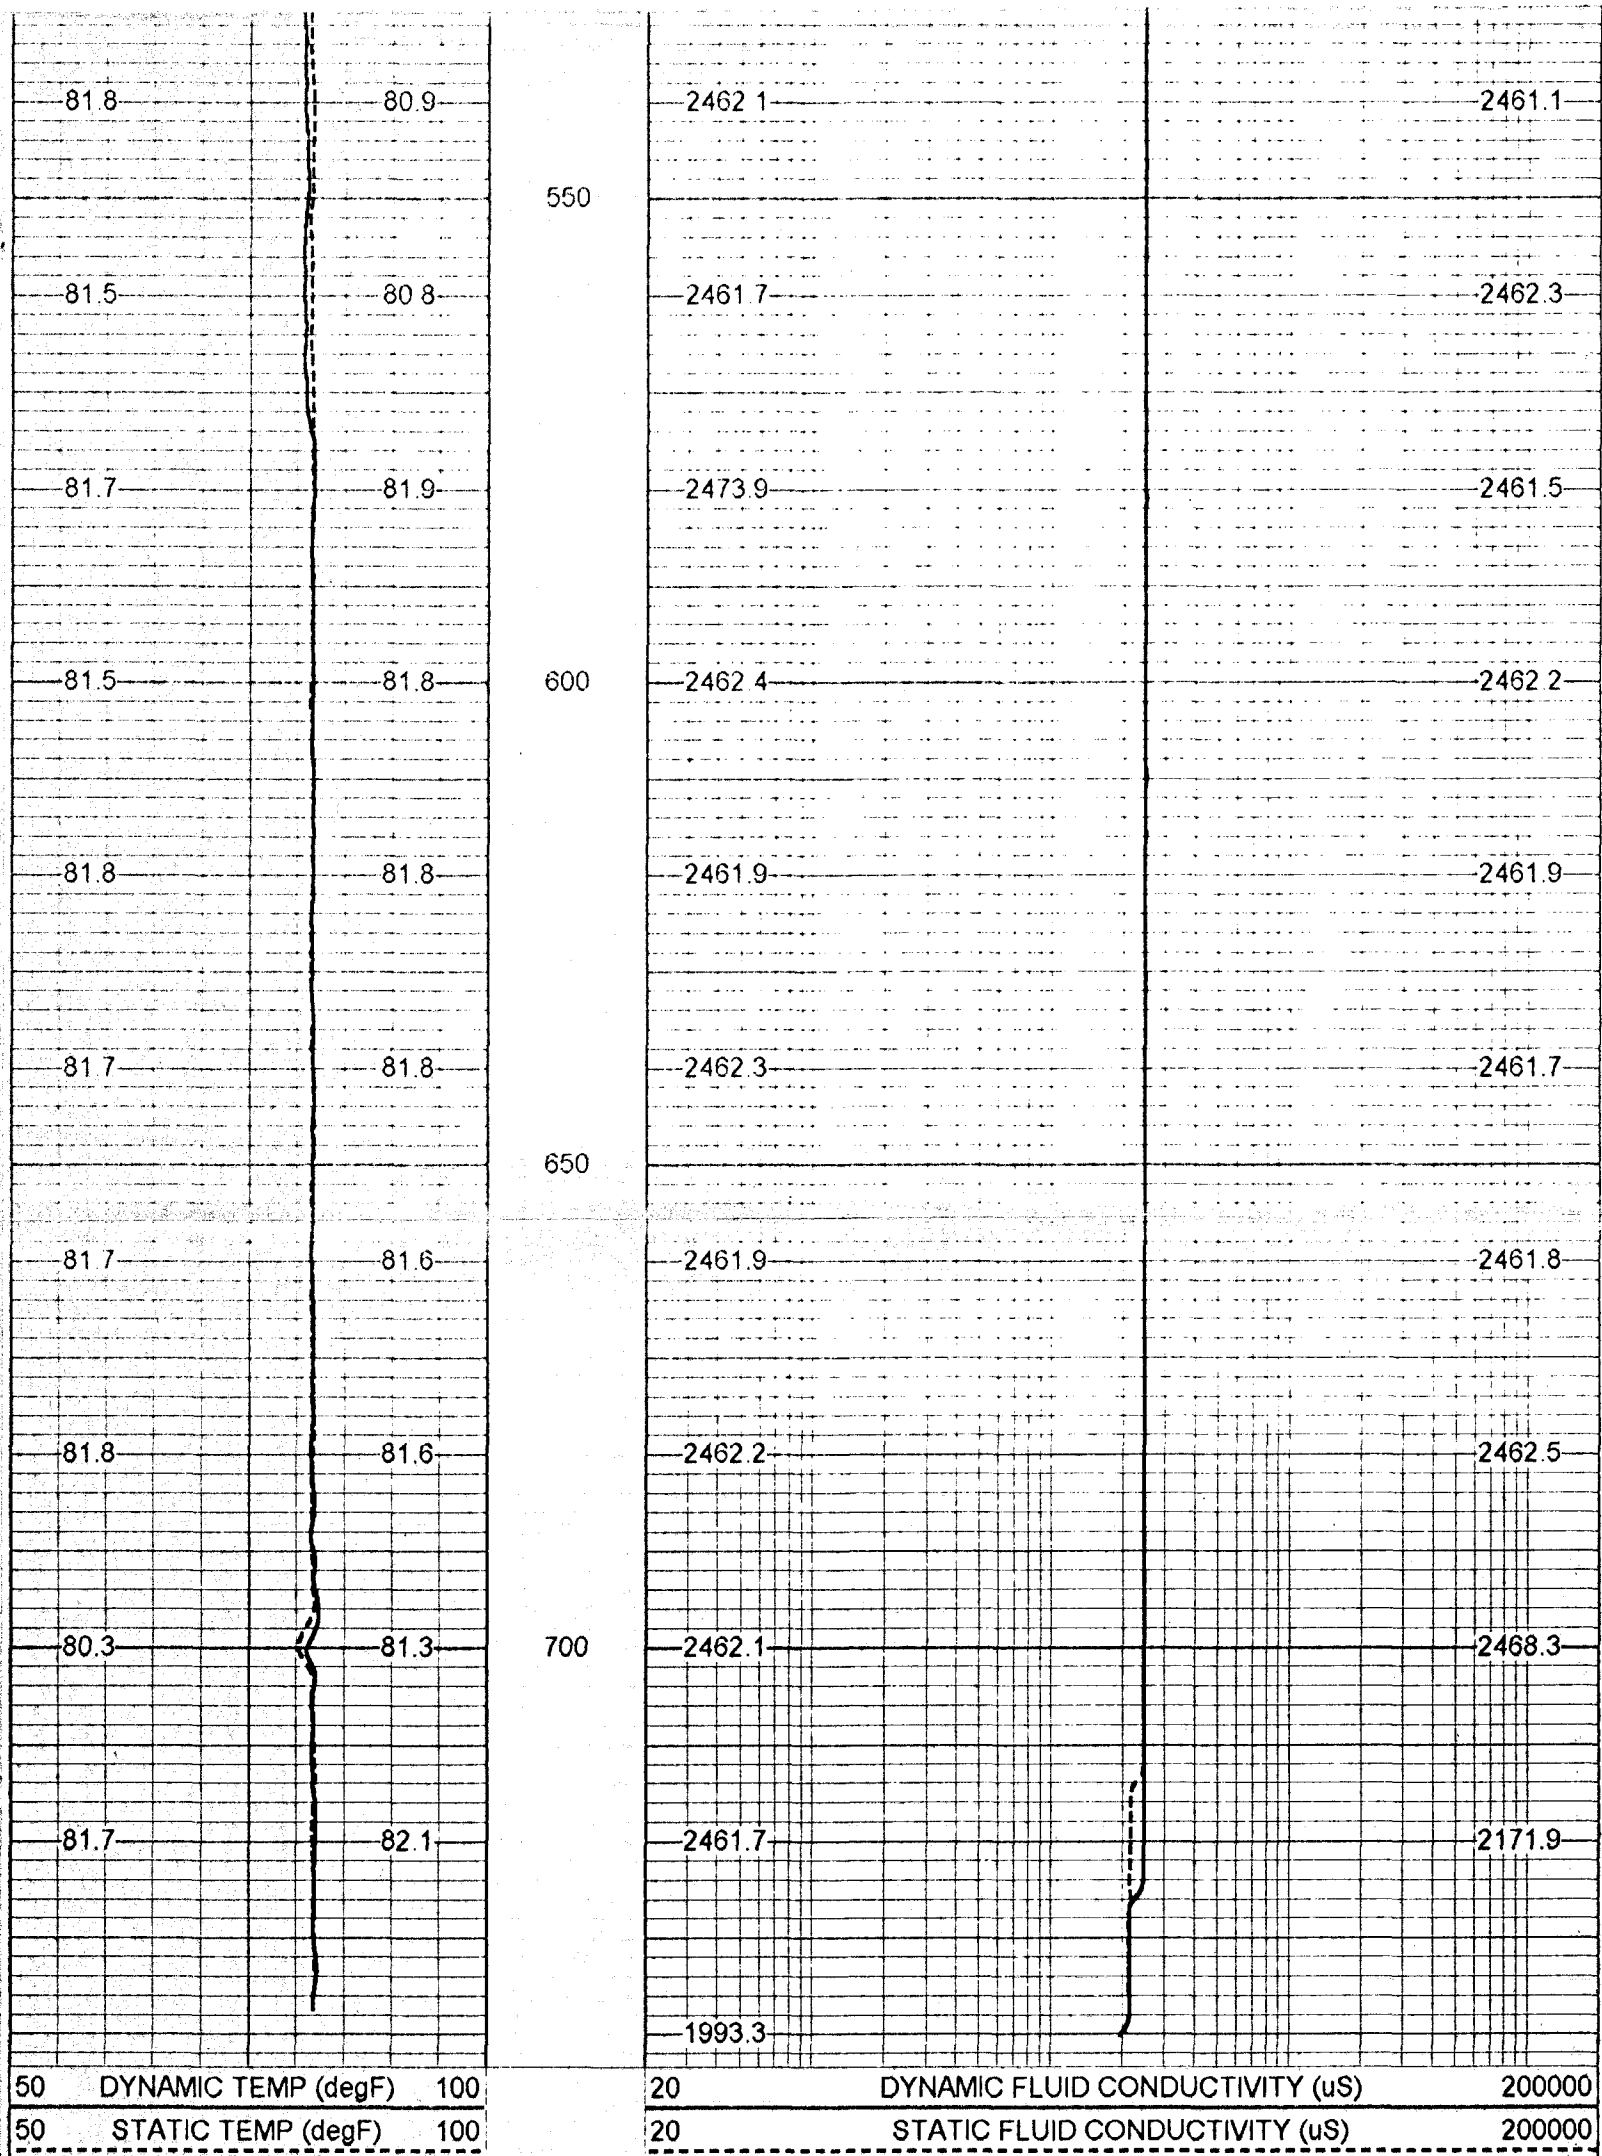 81.8 80.9 2462 1 2461.1
550
81.5 80 8 2461.7 2462.3
81.7 81.9 2473.9 2461.5
81.5 81.8 600 2462 4 2462 2
81.8 81.8 2461.9 2461.9
81.7 81.8 2462.3 2461.7
650
81.7 81.6 2461.9 2461.8
81.8 81.6 2462.2 2462.5
80.3 81.3 700 2462.1 2468.3
81.7 82.1 2461.7 2171.9
1993.3
50 DYNAMIC TEMP (degF) 100 20 DYNAMIC FLUID CONDUCTIVITY (uS) 200000
50 STATIC TEMP (degF) 100 20 STATIC FLUID CONDUCTIVITY (uS) 200000